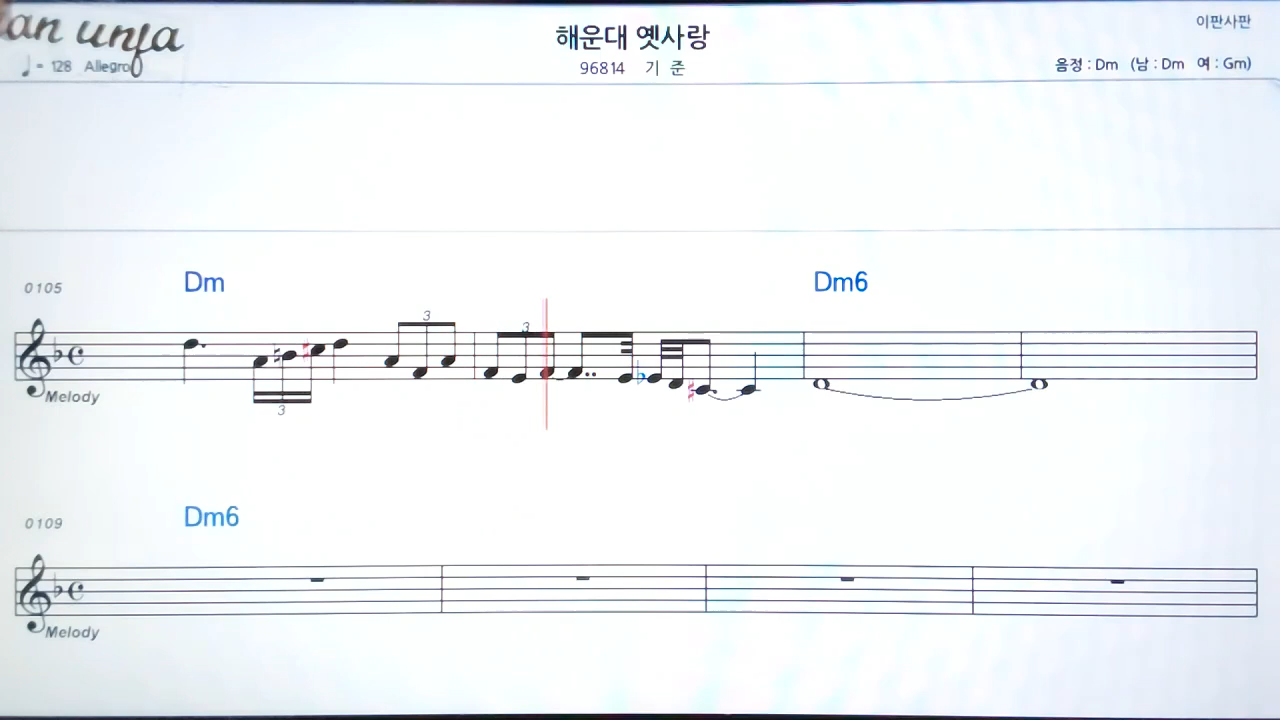 unja
해운대 옛사랑
이판사판
♩ = 128 Allegro
96814 기 준
음정 : Dm (남 : Dm 여 : Gm)
0105 Dm Dm6
3 3
3
Melody
0109 Dm6
Melody